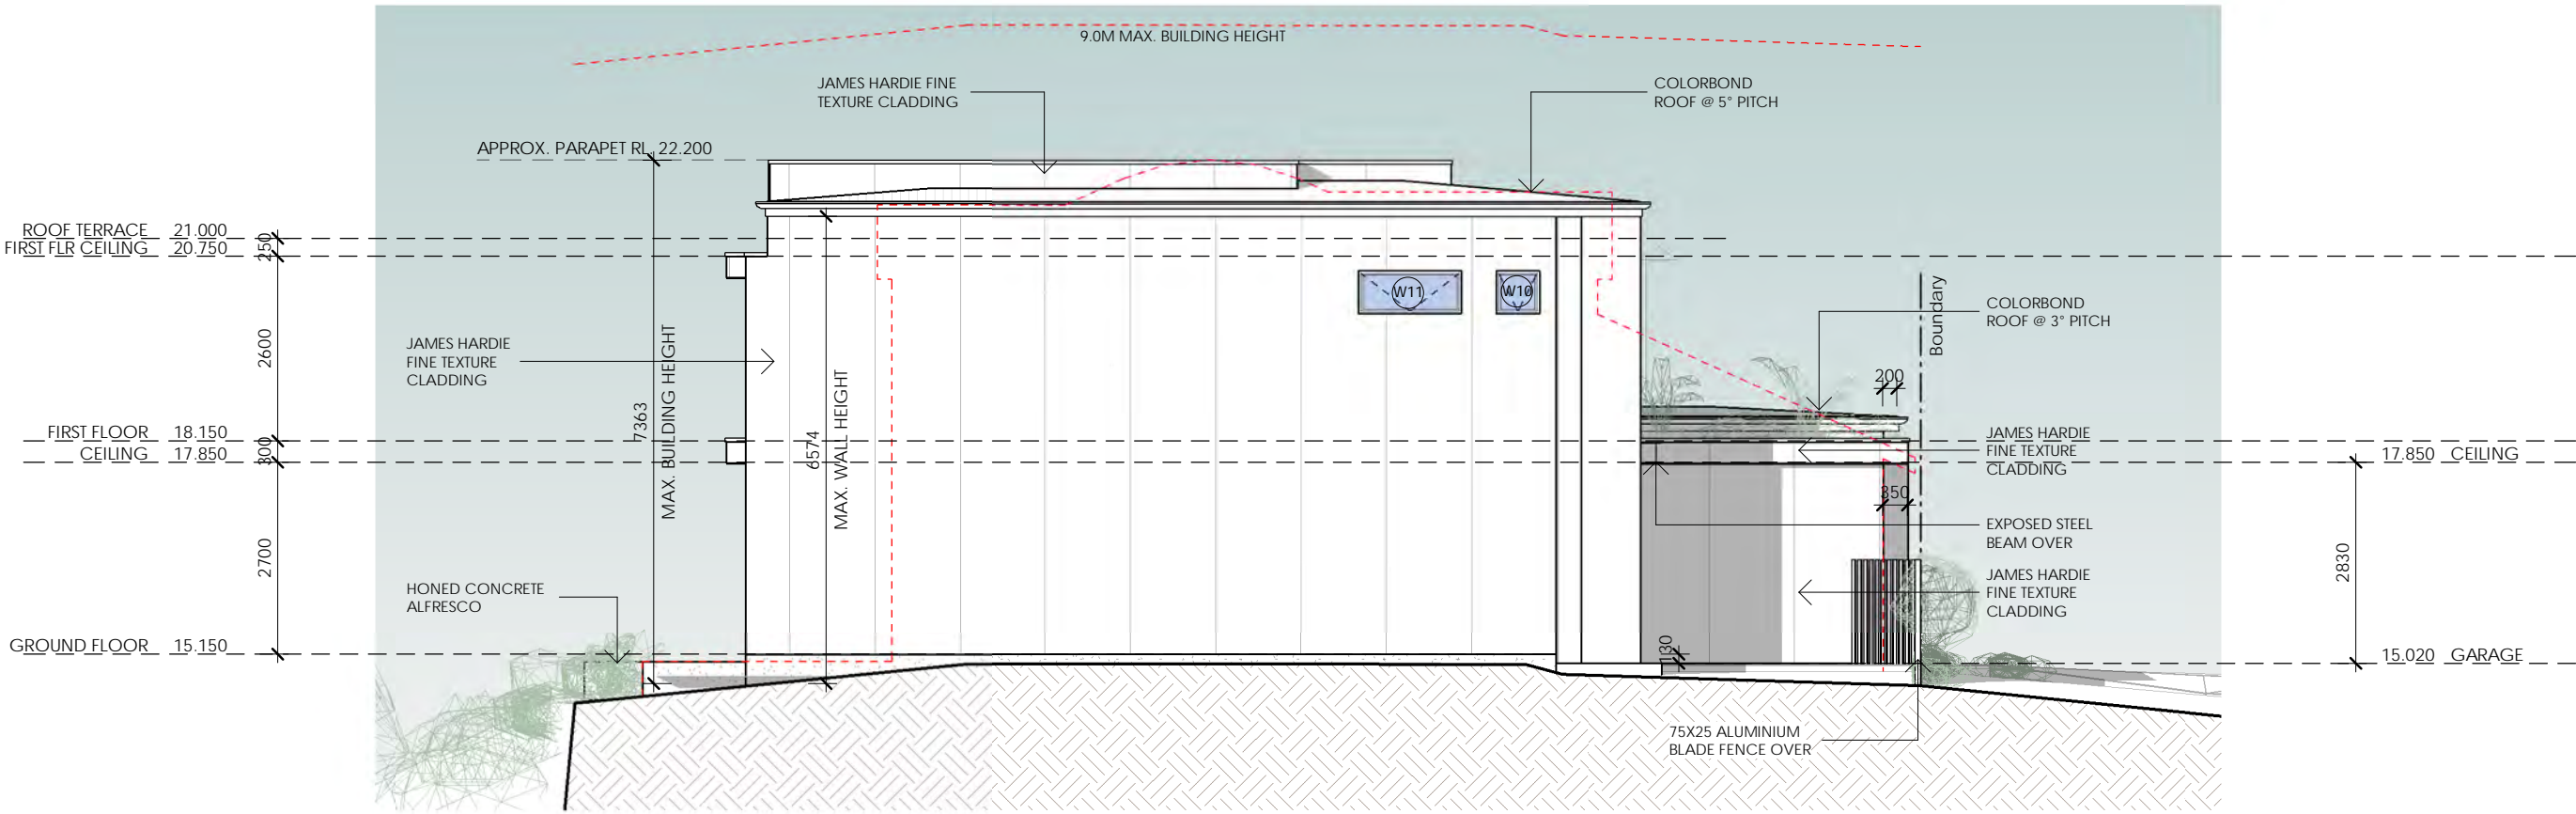 9.0M MAX. BUILDING HEIGHT
JAMES HARDIE FINE
TEXTURE CLADDING
COLORBOND
ROOF @ 5° PITCH
APPROX. PARAPET RL. 22.200
ROOF TERRACE 21.000
FIRST FLR CEILING 20.750
250
2600
JAMES HARDIE
FINE TEXTURE
CLADDING
7363
MAX. BUILDING HEIGHT
6574
MAX. WALL HEIGHT
W11
W10
Boundary
COLORBOND
ROOF @ 3° PITCH
200
FIRST FLOOR 18.150
CEILING 17.850
300
JAMES HARDIE
FINE TEXTURE
CLADDING
17.850 CEILING
350
2700
EXPOSED STEEL
BEAM OVER
2830
HONED CONCRETE
ALFRESCO
JAMES HARDIE
FINE TEXTURE
CLADDING
GROUND FLOOR 15.150
130
15.020 GARAGE
75X25 ALUMINIUM
BLADE FENCE OVER